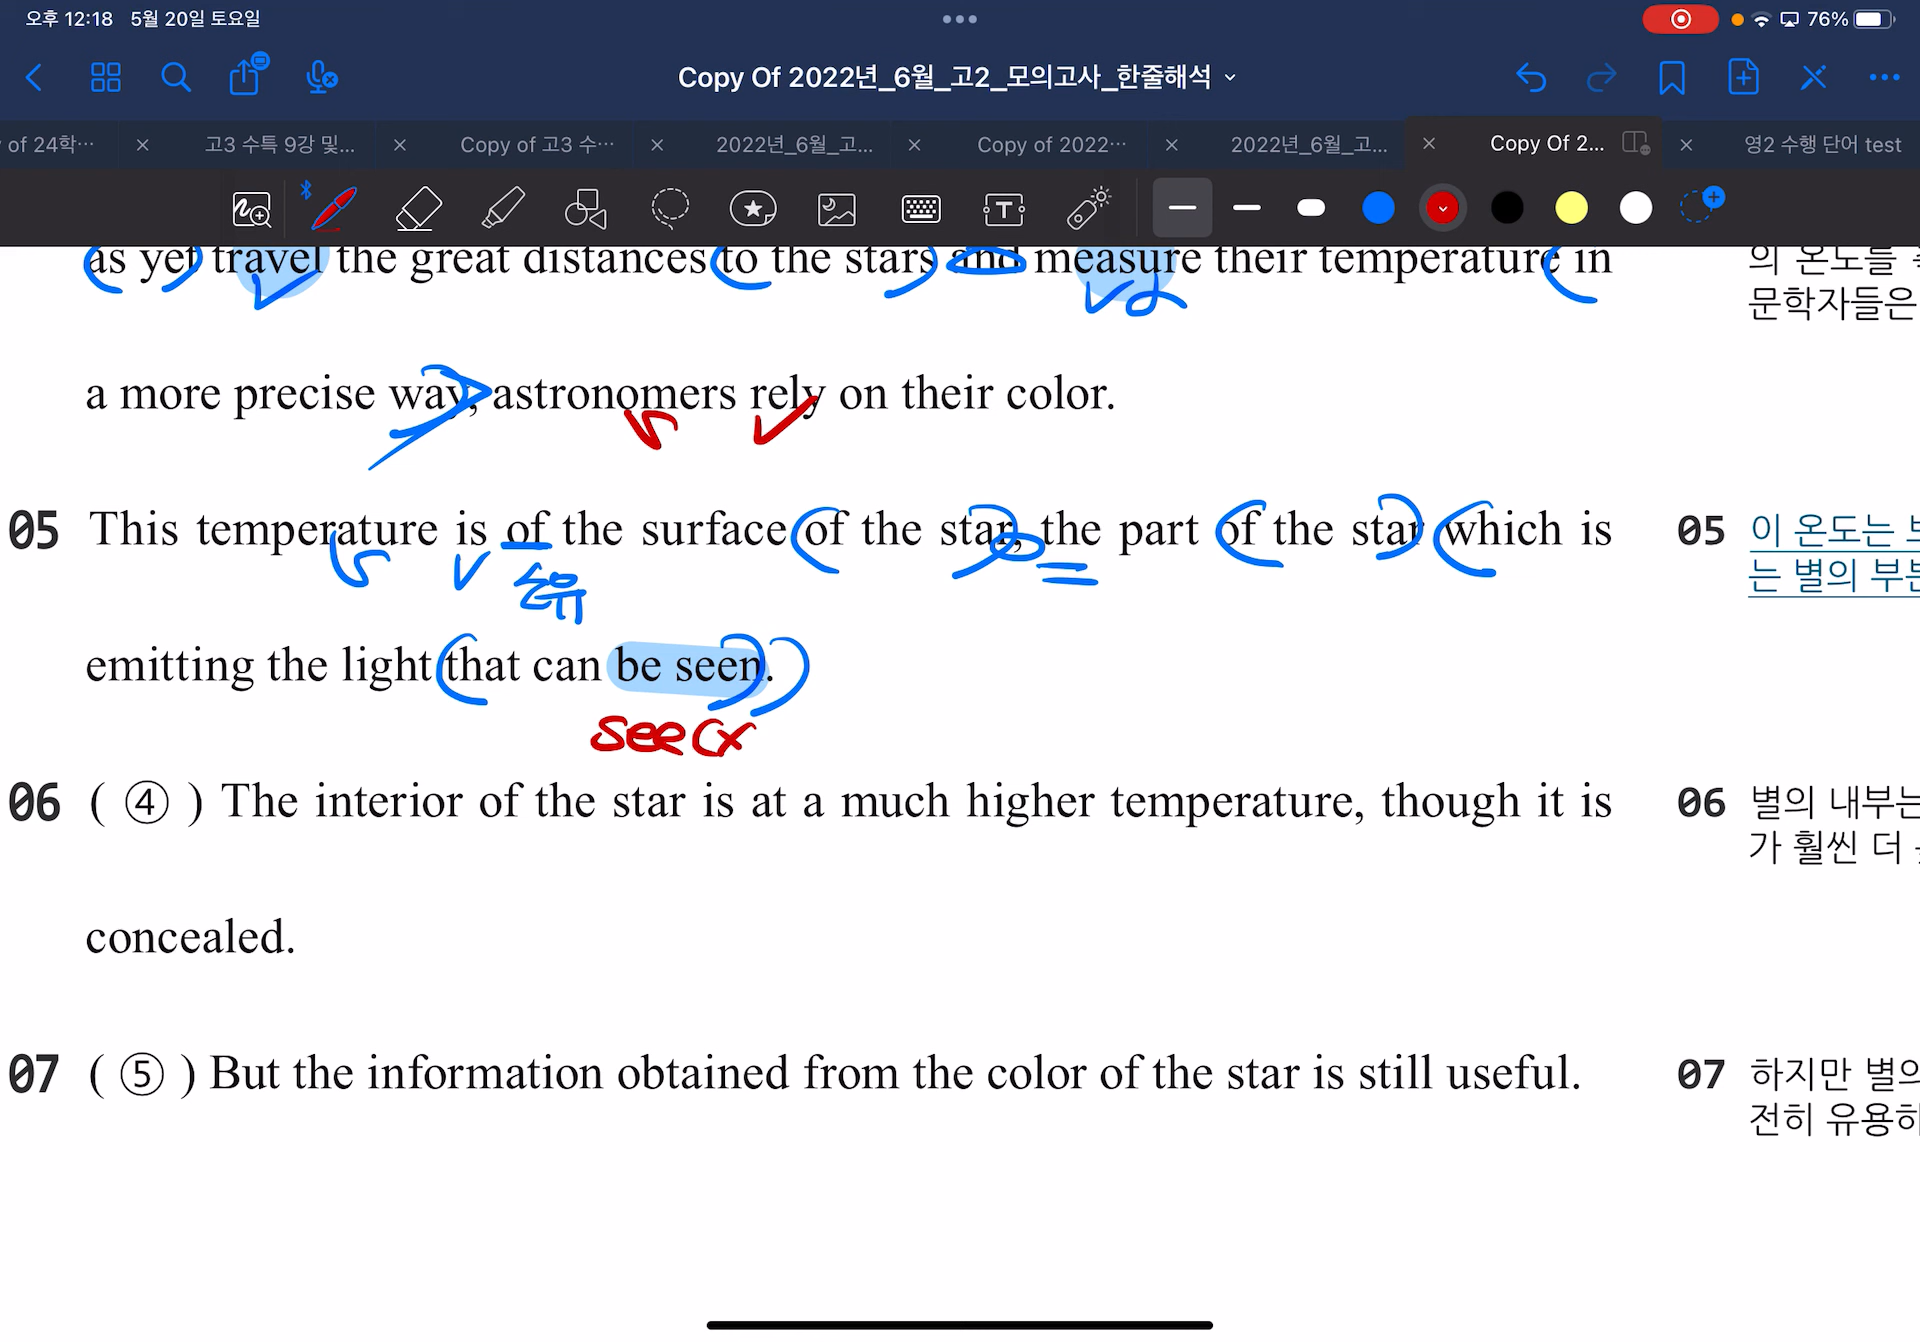 오후 12:18 5월 20일 토요일
76%
Copy Of 2022년_6월_고2_모의고사_한줄해석
of 24학···
고3 수특 9강 및...
Copy of 고3 수···
2022년_6월_고...
Copy of 2022···
2022년_6월_고...
Copy Of 2...
영2 수행 단어 test
as yet travel the great distances to the stars and measure their temperature in
의 온도를
문학자들은
a more precise way, astronomers rely on their color.
05 This temperature is of the surface of the star, the part of the star which is
소유
05 이 온도는
는 별의 부분
emitting the light that can be seen.
see (x
06 ( ④ ) The interior of the star is at a much higher temperature, though it is
06 별의 내부는
가 훨씬 더
concealed.
07 ( ⑤ ) But the information obtained from the color of the star is still useful.
07 하지만 별의
전히 유용하